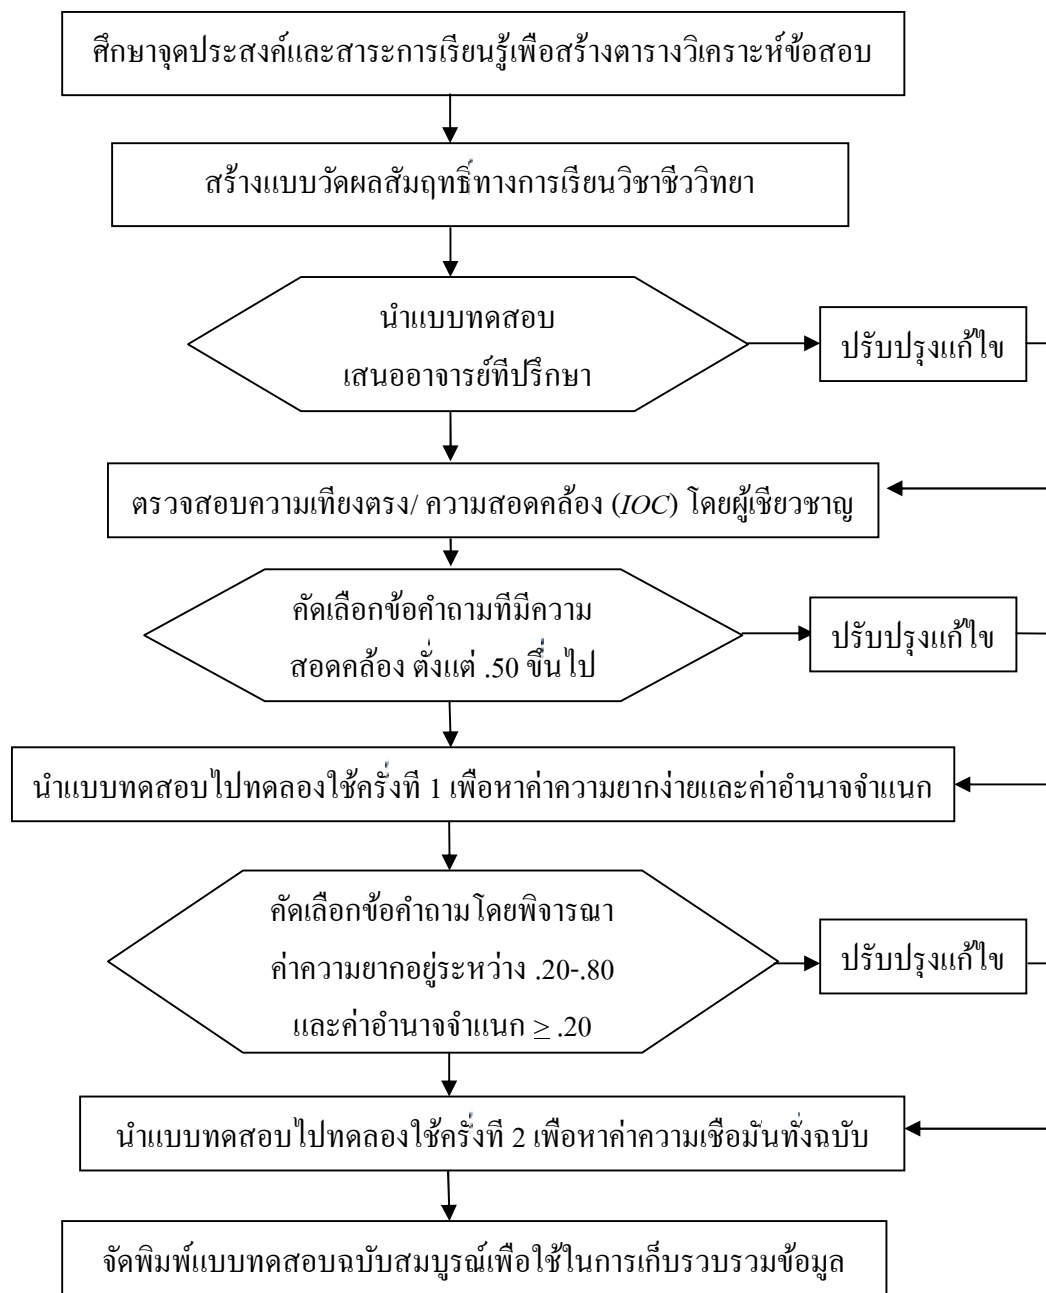 ศึกษาจุดประสงค์และสาระการเรียนรู้เพื่อสร้างตารางวิเคราะห์ข้อสอบ
สร้างแบบวัดผลสัมฤทธิ์ทางการเรียนวิชาชีววิทยา
นำแบบทดสอบ
เสนออาจารย์ที่ปรึกษา
ปรับปรุงแก้ไข
ตรวจสอบความเที่ยงตรง/ ความสอดคล้อง (IOC) โดยผู้เชี่ยวชาญ
คัดเลือกข้อคำถามที่มีความ
สอดคล้อง ตั้งแต่ .50 ขึ้นไป
ปรับปรุงแก้ไข
นำแบบทดสอบไปทดลองใช้ครั้งที่ 1 เพื่อหาค่าความยากง่ายและค่าอำนาจจำแนก
คัดเลือกข้อคำถามโดยพิจารณา
ค่าความยากอยู่ระหว่าง .20-.80
และค่าอำนาจจำแนก ≥ .20
ปรับปรุงแก้ไข
นำแบบทดสอบไปทดลองใช้ครั้งที่ 2 เพื่อหาค่าความเชื่อมั่นทั้งฉบับ
จัดพิมพ์แบบทดสอบฉบับสมบูรณ์เพื่อใช้ในการเก็บรวบรวมข้อมูล